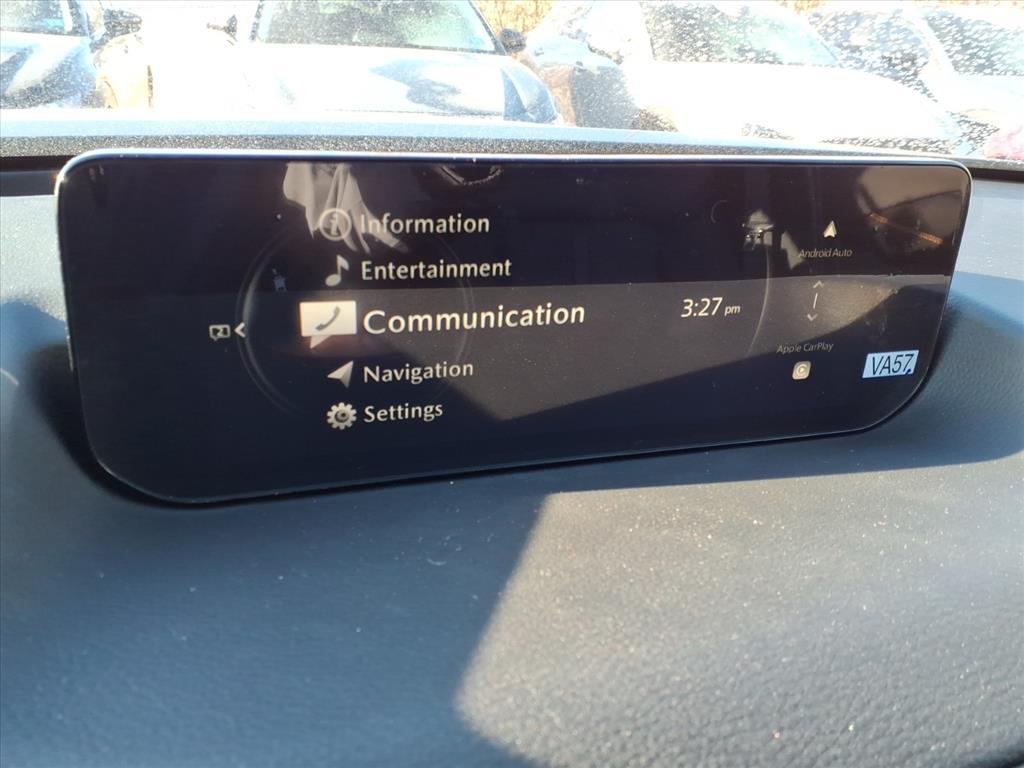 Information
Entertainment
Communication
3:27 pm
Navigation
Settings
Android Auto
Apple CarPlay
VA57